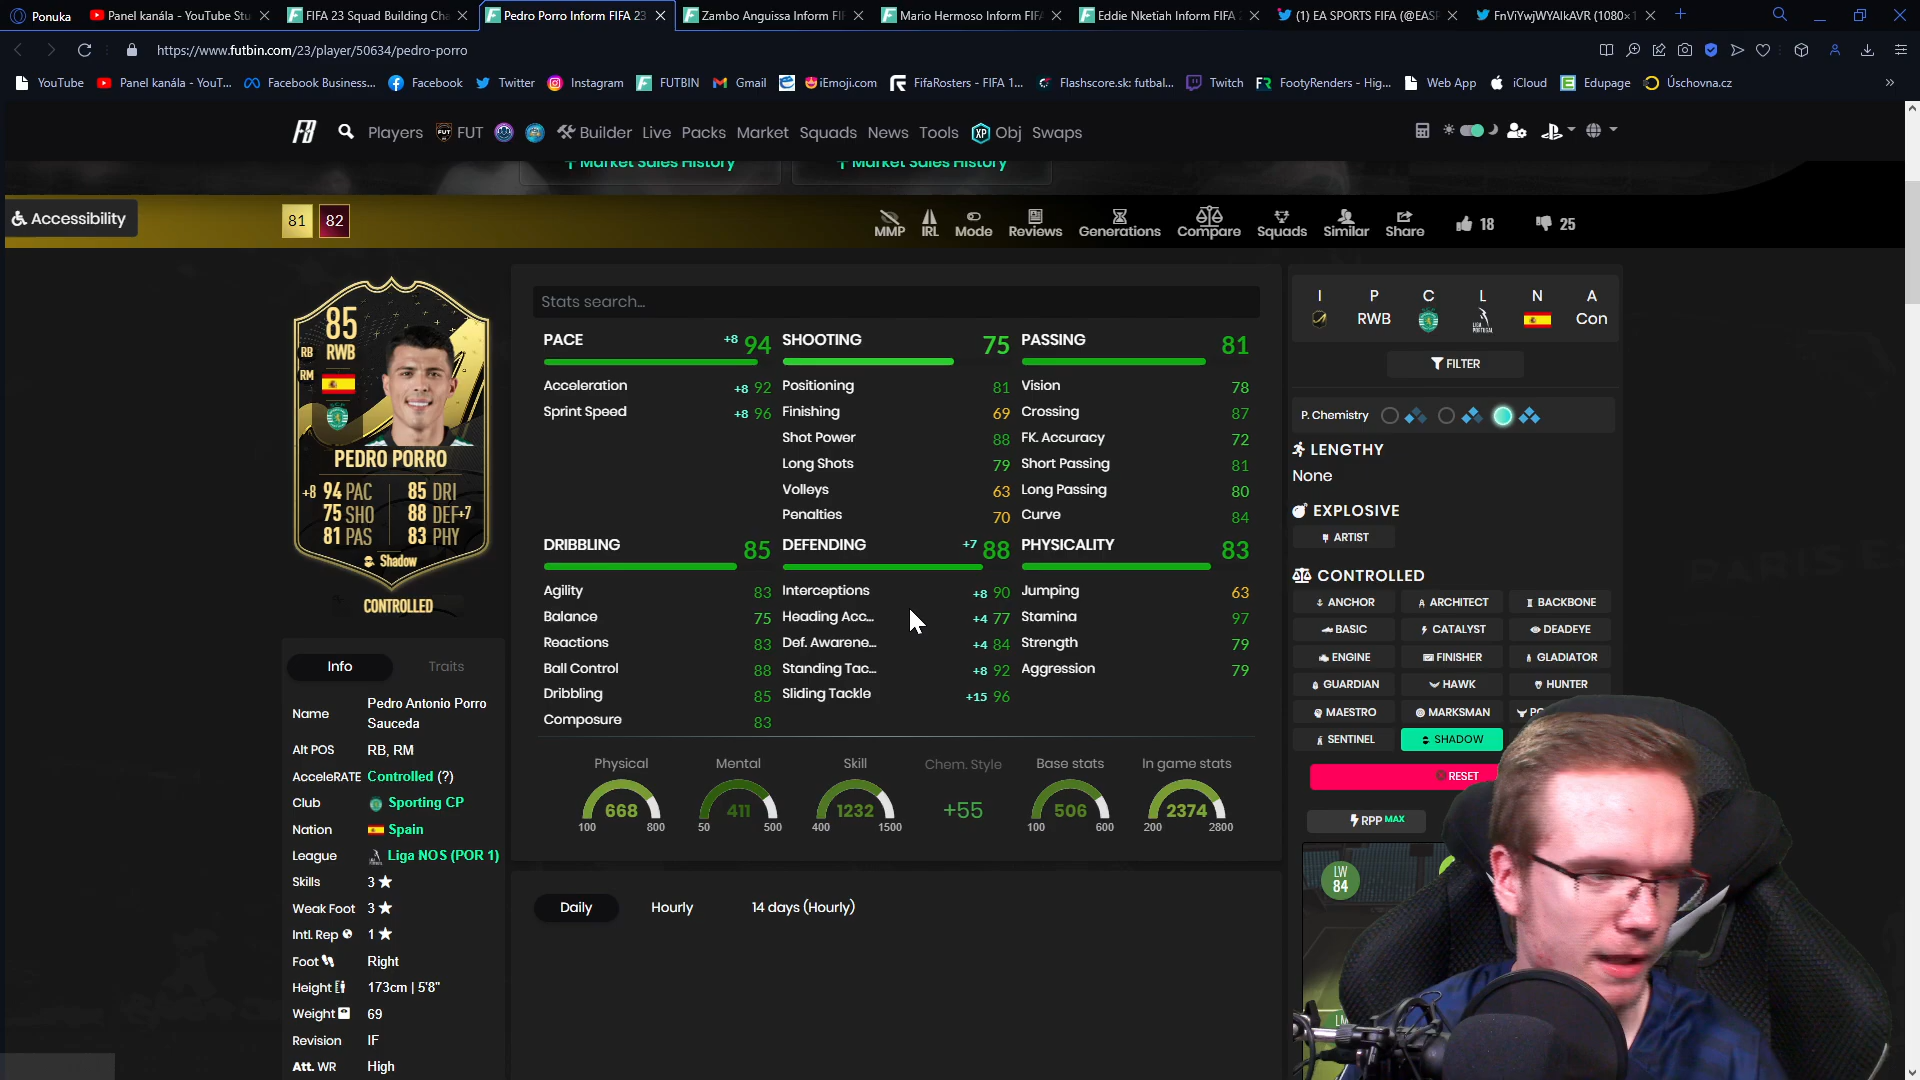 Ponuka
Panel kanála - YouTube Stu
FIFA 23 Squad Building Cha
Pedro Porro Inform FIFA 23
Zambo Anguissa Inform FIF
Mario Hermoso Inform FIFA
Eddie Nketiah Inform FIFA 2
(1) EA SPORTS FIFA (@EASP
FnViYwjWYAIkAVR (1080×1
https://www.futbin.com/23/player/50634/pedro-porro
YouTube
Panel kanála - YouT...
Facebook Business...
Facebook
Twitter
Instagram
FUTBIN
Gmail
iEmoji.com
FifaRosters - FIFA 1...
Flashscore.sk: futbal...
Twitch
FootyRenders - Hig...
Web App
iCloud
Edupage
Úschovna.cz
Players
FUT
Builder
Live
Packs
Market
Squads
News
Tools
XP Obj
Swaps
+ Market Sales History
+ Market Sales History
Accessibility
81
82
MMP
IRL
Mode
Reviews
Generations
Compare
Squads
Similar
Share
18
25
85
RWB
RB
RM
PEDRO PORRO
+8 94 PAC 85 DRI
75 SHO 88 DEF+7
81 PAS 83 PHY
Shadow
CONTROLLED
Stats search...
PACE +8 94
Acceleration +8 92
Sprint Speed +8 96
SHOOTING 75
Positioning 81
Finishing 69
Shot Power 88
Long Shots 79
Volleys 63
Penalties 70
PASSING 81
Vision 78
Crossing 87
FK. Accuracy 72
Short Passing 81
Long Passing 80
Curve 84
DRIBBLING 85
Agility 83
Balance 75
Reactions 83
Ball Control 88
Dribbling 85
Composure 83
DEFENDING +7 88
Interceptions +8 90
Heading Acc... +4 77
Def. Awarene... +4 84
Standing Tac... +8 92
Sliding Tackle +15 96
PHYSICALITY 83
Jumping 63
Stamina 97
Strength 79
Aggression 79
Physical
668
100 800
Mental
411
50 500
Skill
1232
400 1500
Chem. Style
+55
Base stats
506
100 600
In game stats
2374
200 2800
Daily
Hourly
14 days (Hourly)
Info
Traits
Name Pedro Antonio Porro
Sauceda
Alt POS RB, RM
AcceleRATE Controlled (?)
Club Sporting CP
Nation Spain
League Liga NOS (POR 1)
Skills 3
Weak Foot 3
Intl. Rep 1
Foot Right
Height 173cm | 5'8"
Weight 69
Revision IF
Att. WR High
I P C L N A
RWB
Con
FILTER
P. Chemistry
LENGTHY
None
EXPLOSIVE
ARTIST
CONTROLLED
ANCHOR
ARCHITECT
BACKBONE
BASIC
CATALYST
DEADEYE
ENGINE
FINISHER
GLADIATOR
GUARDIAN
HAWK
HUNTER
MAESTRO
MARKSMAN
SENTINEL
SHADOW
RESET
RPP MAX
LW
84